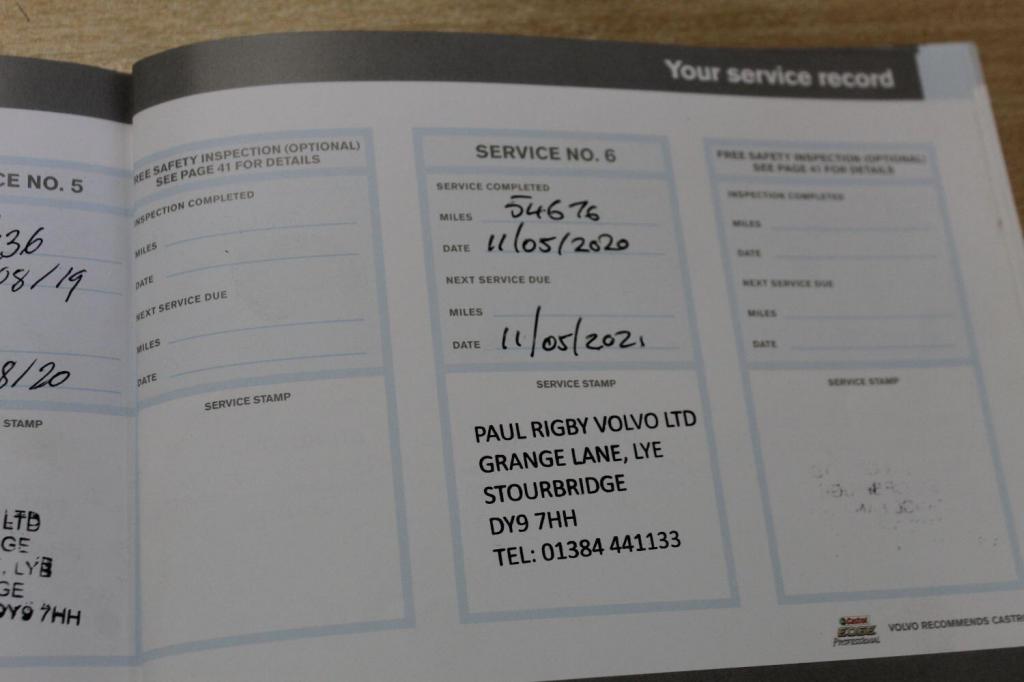 Your service record
CE NO. 5
36
08/19
8/20
STAMP
LTD
GE
, LYE
GE
DY9 7HH
FREE SAFETY INSPECTION (OPTIONAL)
SEE PAGE 41 FOR DETAILS
INSPECTION COMPLETED
MILES
DATE
NEXT SERVICE DUE
MILES
DATE
SERVICE STAMP
SERVICE NO. 6
SERVICE COMPLETED
MILES 54676
DATE 11/05/2020
NEXT SERVICE DUE
MILES
DATE 11/05/2021
SERVICE STAMP
PAUL RIGBY VOLVO LTD
GRANGE LANE, LYE
STOURBRIDGE
DY9 7HH
TEL: 01384 441133
FREE SAFETY INSPECTION (OPTIONAL)
SEE PAGE 41 FOR DETAILS
INSPECTION COMPLETED
MILES
DATE
NEXT SERVICE DUE
MILES
DATE
SERVICE STAMP
Castrol
EDGE
PROFESSIONAL
VOLVO RECOMMENDS CASTR